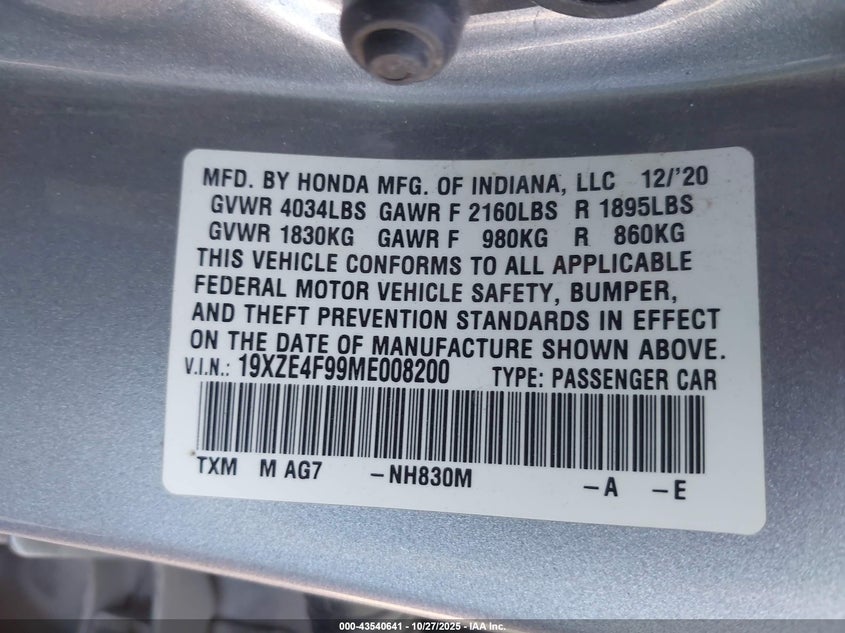 MFD. BY HONDA MFG. OF INDIANA, LLC 12/'20
GVWR 4034LBS GAWR F 2160LBS R 1895LBS
GVWR 1830KG GAWR F 980KG R 860KG
THIS VEHICLE CONFORMS TO ALL APPLICABLE
FEDERAL MOTOR VEHICLE SAFETY, BUMPER,
AND THEFT PREVENTION STANDARDS IN EFFECT
ON THE DATE OF MANUFACTURE SHOWN ABOVE.
V.I.N.: 19XZE4F99ME008200 TYPE: PASSENGER CAR
TXM M AG7 -NH830M -A -E
000-43540641 - 10/27/2025 - IAA Inc.